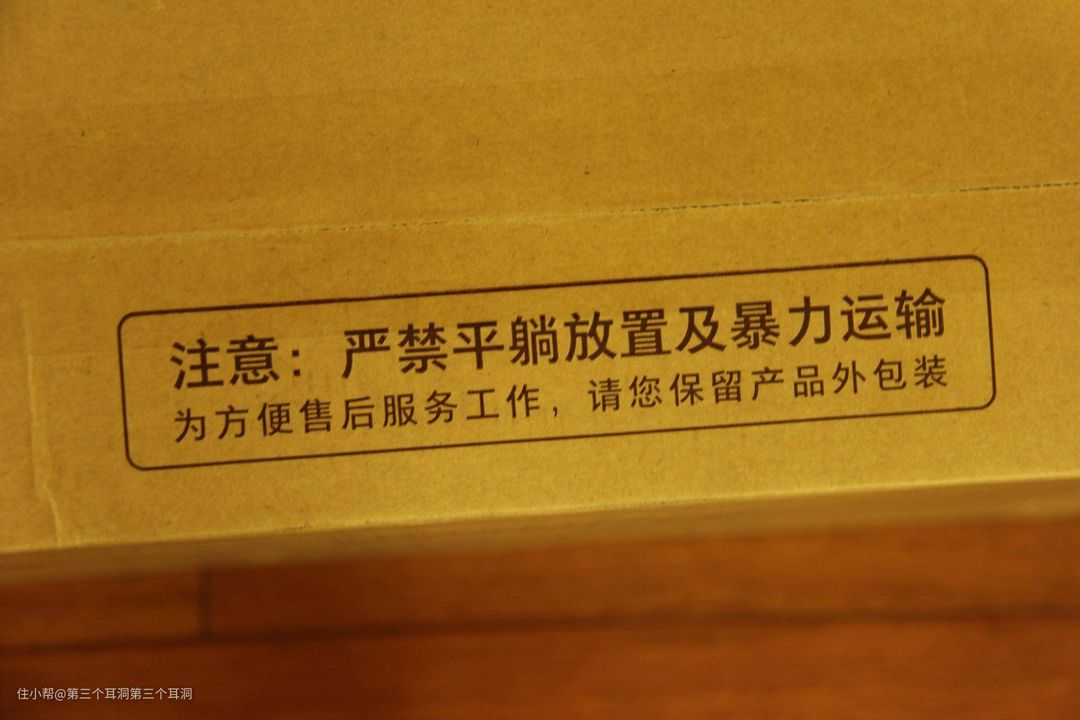 注意：严禁平躺放置及暴力运输
为方便售后服务工作，请您保留产品外包装
住小帮@第三个耳洞第三个耳洞